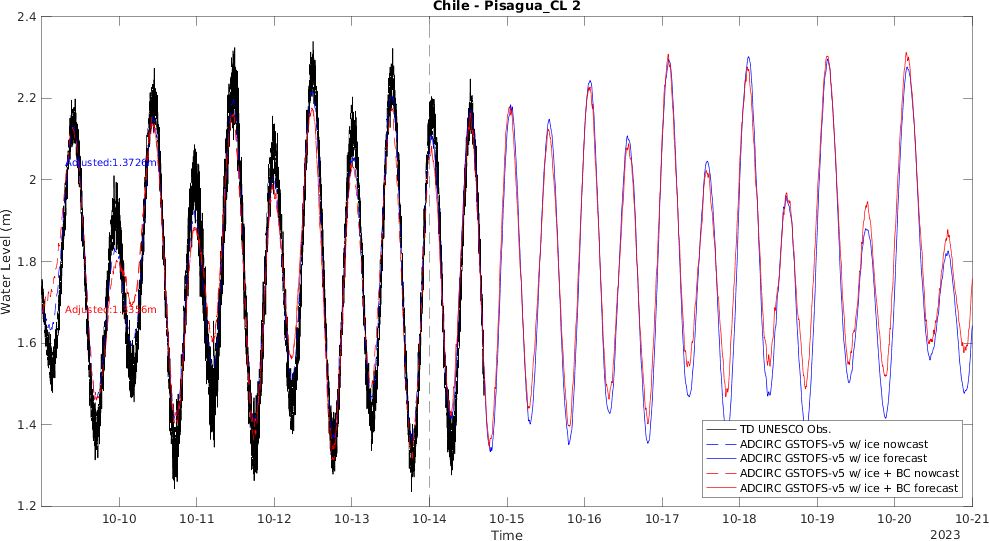 Chile - Pisagua_CL 2
Water Level (m)
2.4
2.2
2
1.8
1.6
1.4
1.2
Adjusted:1.3726m
TD UNESCO Obs.
ADCIRC GSTOFS-v5 w/ ice nowcast
ADCIRC GSTOFS-v5 w/ ice forecast
ADCIRC GSTOFS-v5 w/ ice + BC nowcast
ADCIRC GSTOFS-v5 w/ ice + BC forecast
10-10
10-11
10-12
10-13
10-14
10-15
10-16
10-17
10-18
10-19
10-20
10-21
Time
2023